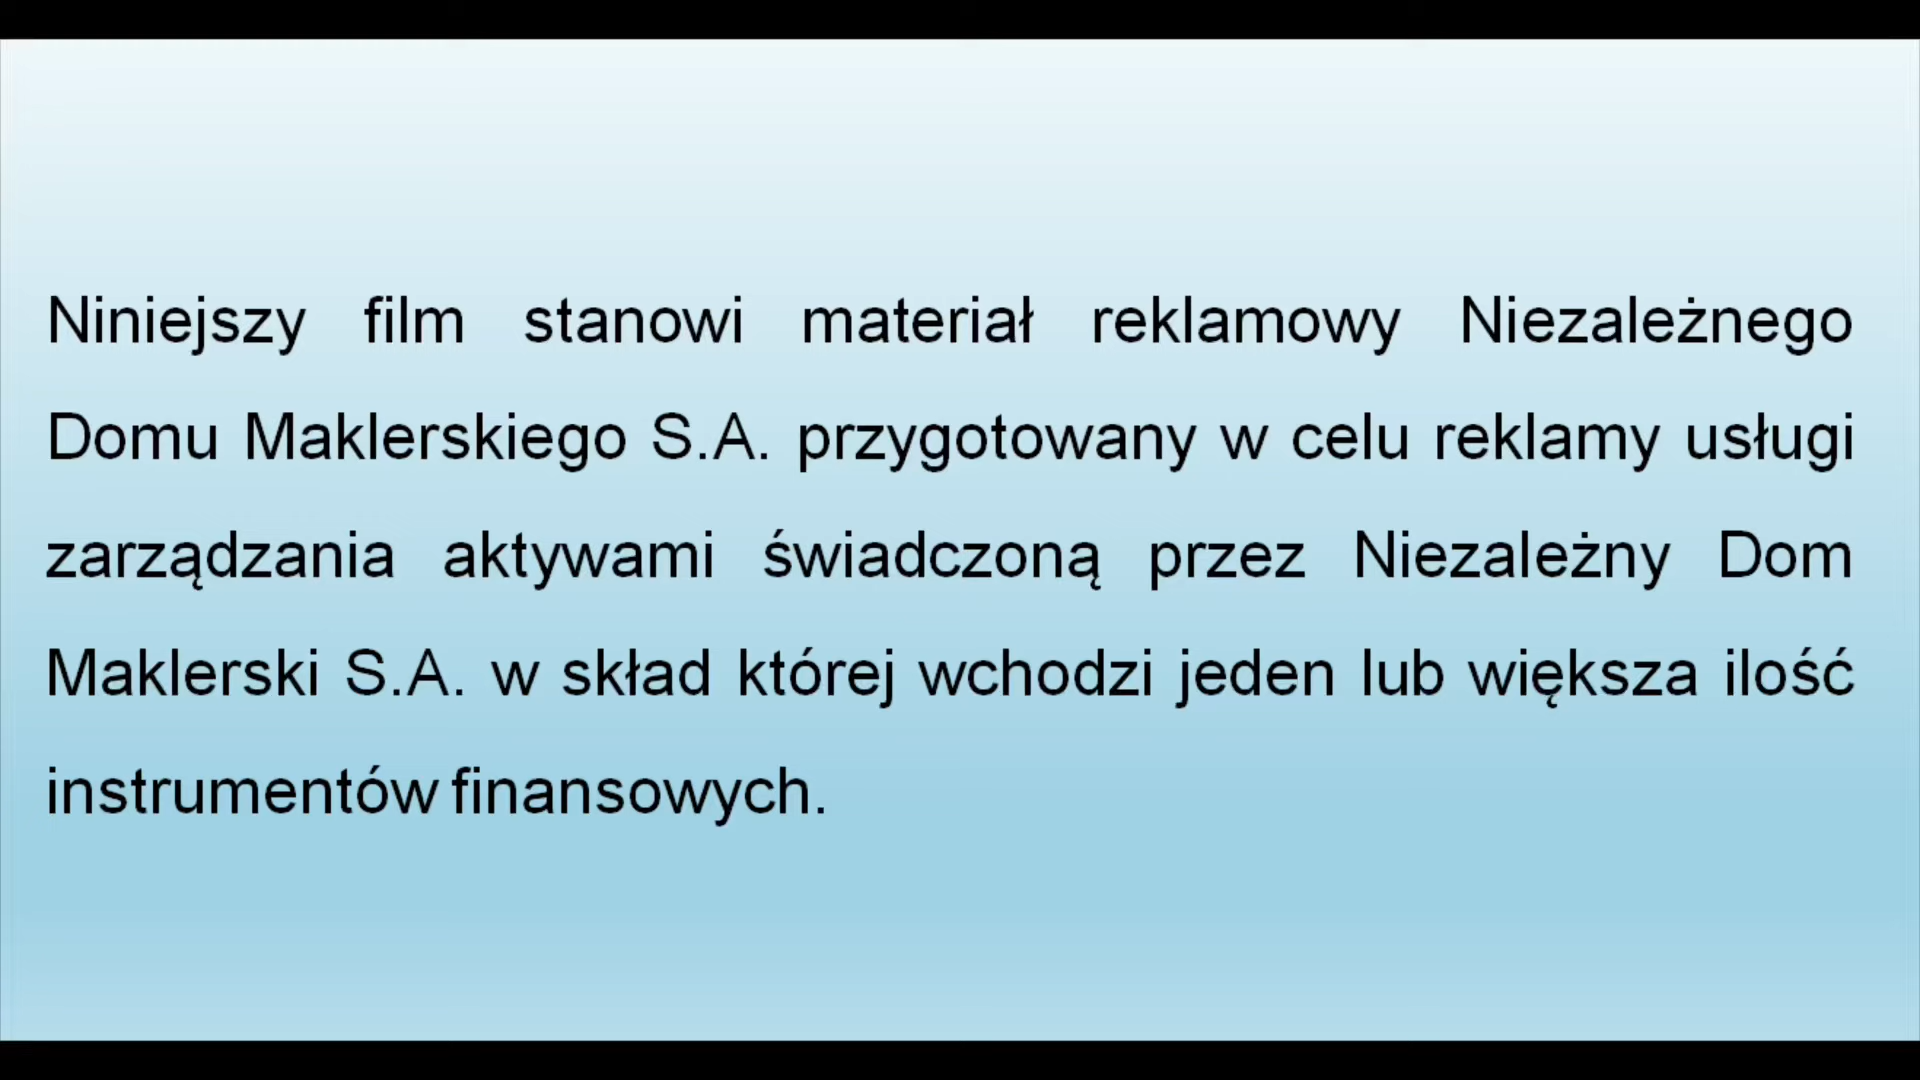 Niniejszy film stanowi materiał reklamowy Niezależnego
Domu Maklerskiego S.A. przygotowany w celu reklamy usługi
zarządzania aktywami świadczoną przez Niezależny Dom
Maklerski S.A. w skład której wchodzi jeden lub większa ilość
instrumentów finansowych.